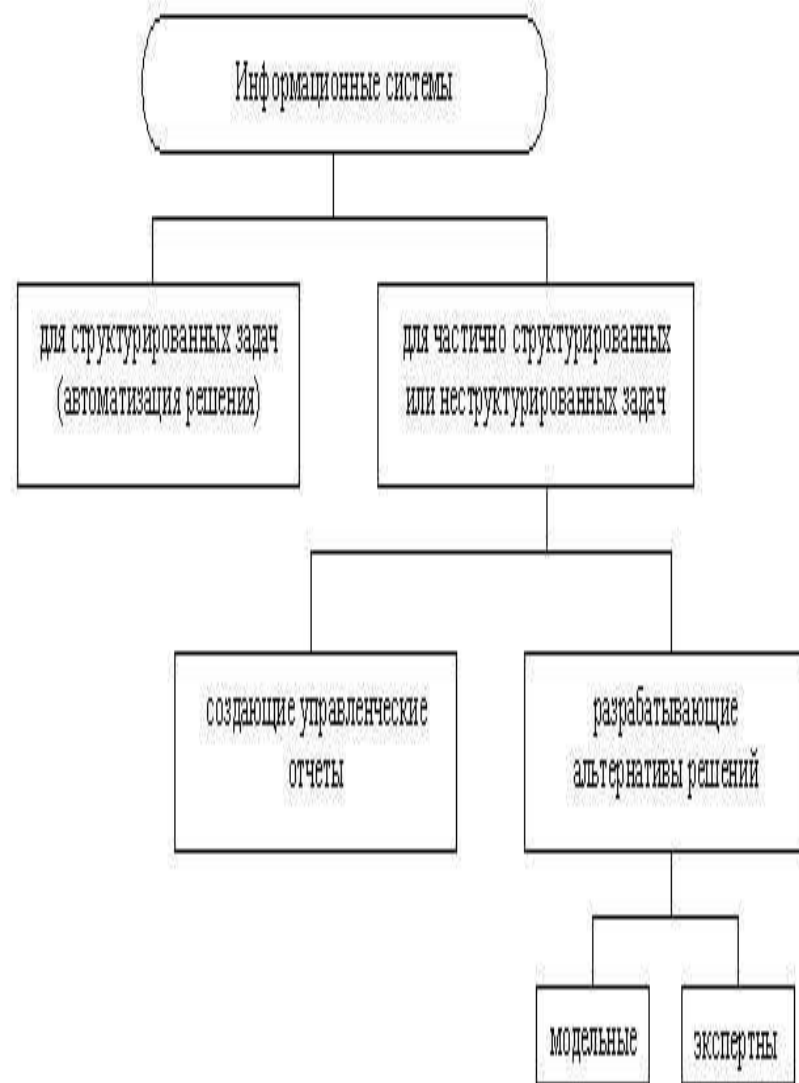 Информационные системы
для структурированных задач
(автоматизация решения)
для частично структурированных
или неструктурированных задач
создающие управленческие
отчеты
разрабатывающие
альтернативы решений
модельные
экспертны